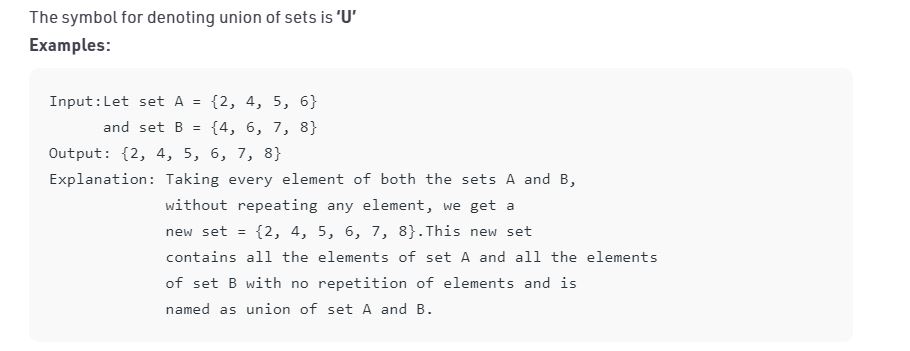 The symbol for denoting union of sets is 'U'
Examples:
Input:Let set A = {2, 4, 5, 6}
and set B = {4, 6, 7, 8}
Output: {2, 4, 5, 6, 7, 8}
Explanation: Taking every element of both the sets A and B,
without repeating any element, we get a
new set = {2, 4, 5, 6, 7, 8}.This new set
contains all the elements of set A and all the elements
of set B with no repetition of elements and is
named as union of set A and B.